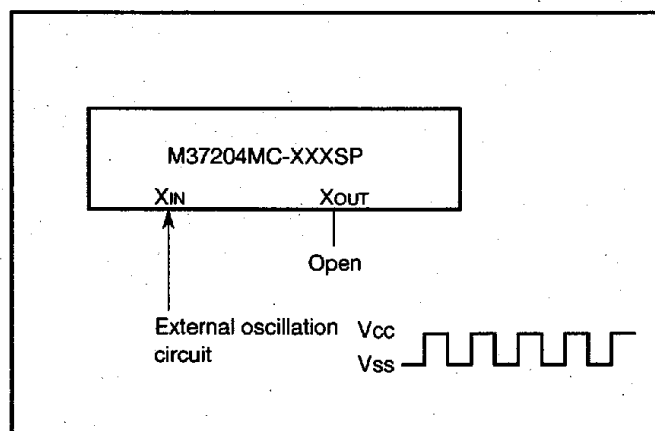 M37204MC-XXXSP
XIN XOUT
Open
External oscillation
circuit
Vcc
Vss